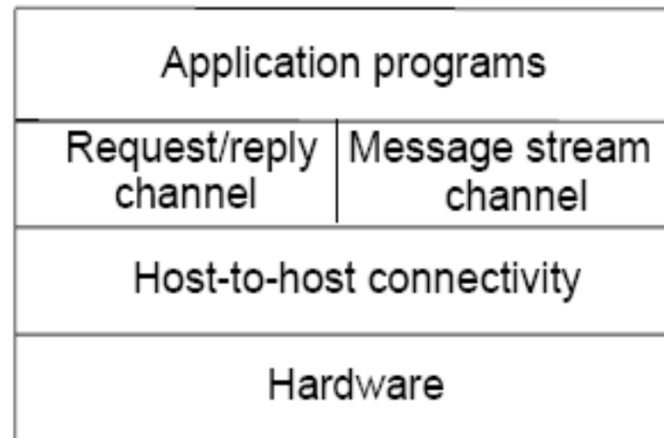 Application programs
Request/reply
channel
Message stream
channel
Host-to-host connectivity
Hardware